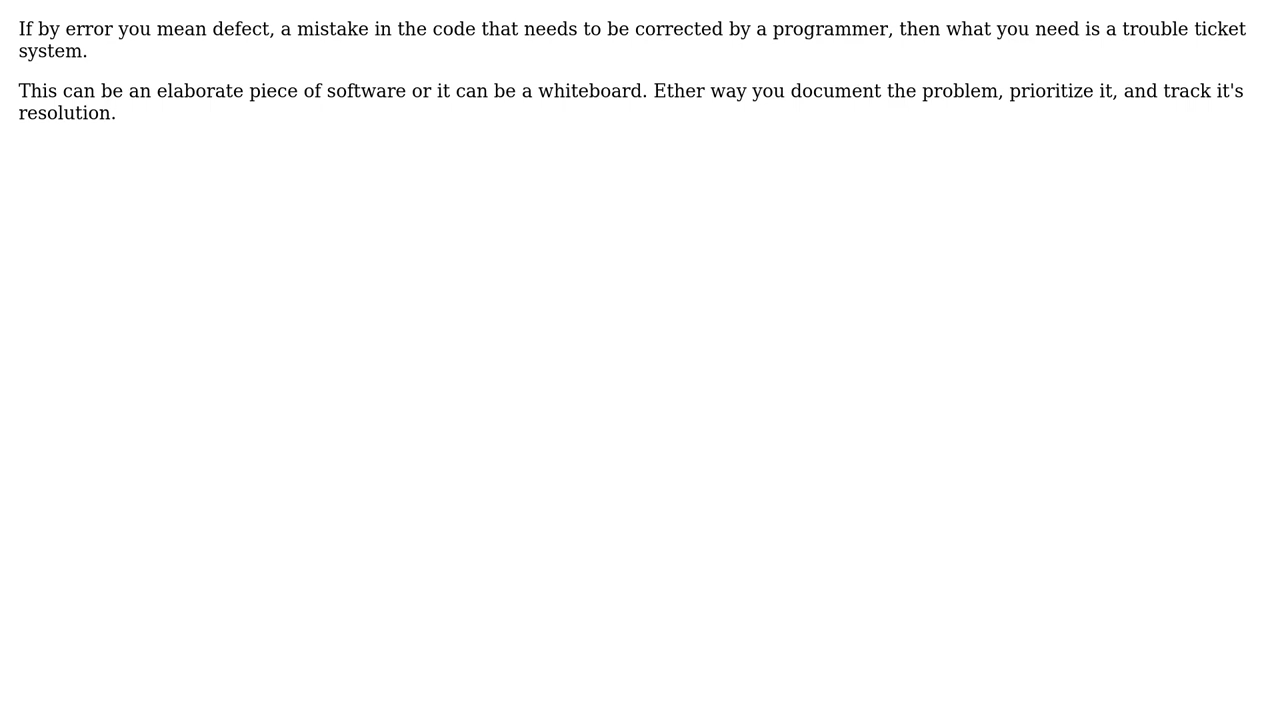 If by error you mean defect, a mistake in the code that needs to be corrected by a programmer, then what you need is a trouble ticket
system.
This can be an elaborate piece of software or it can be a whiteboard. Ether way you document the problem, prioritize it, and track it's
resolution.